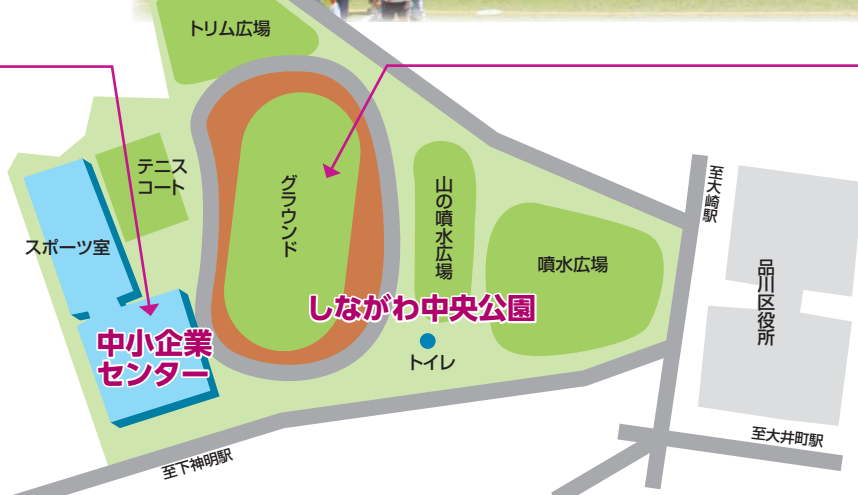 トリム広場
テニス
コート
グラウンド
山の噴水広場
噴水広場
スポーツ室
しながわ中央公園
中小企業
センター
トイレ
至大崎駅
品川区役所
至大井町駅
至下神明駅